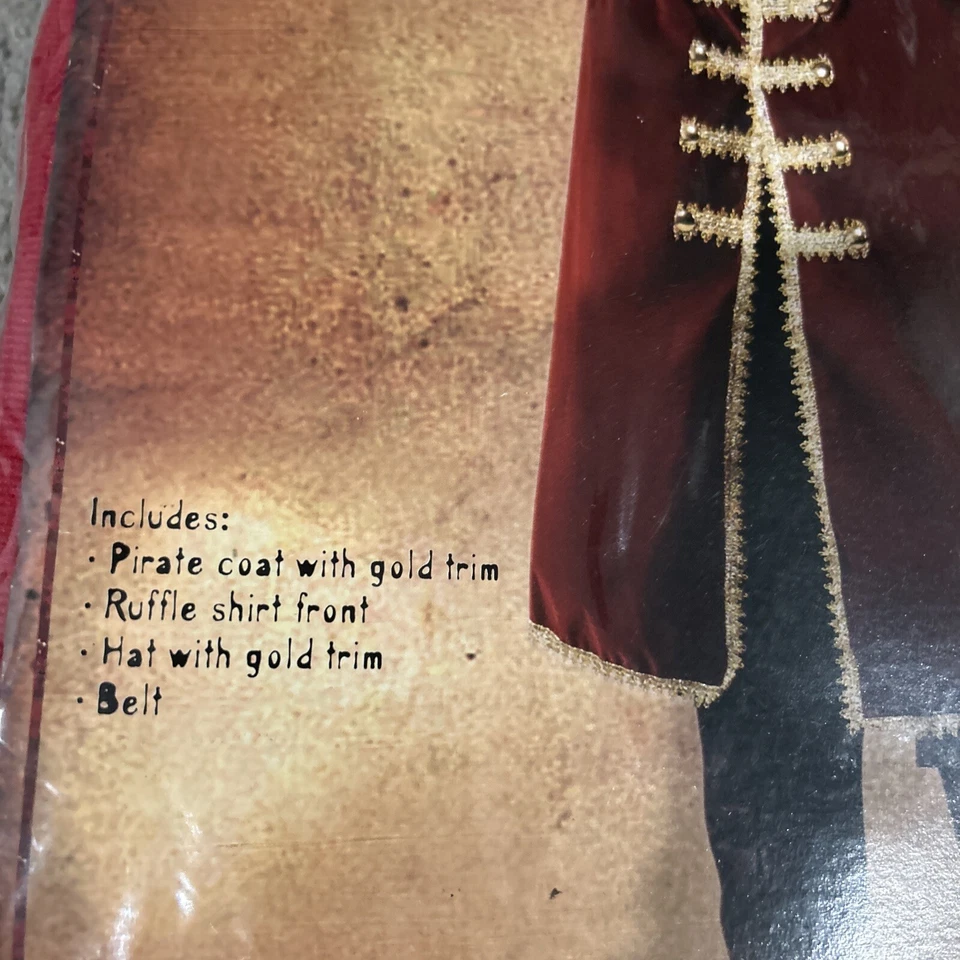 Includes:
• Pirate coat with gold trim
• Ruffle shirt front
• Hat with gold trim
• Belt